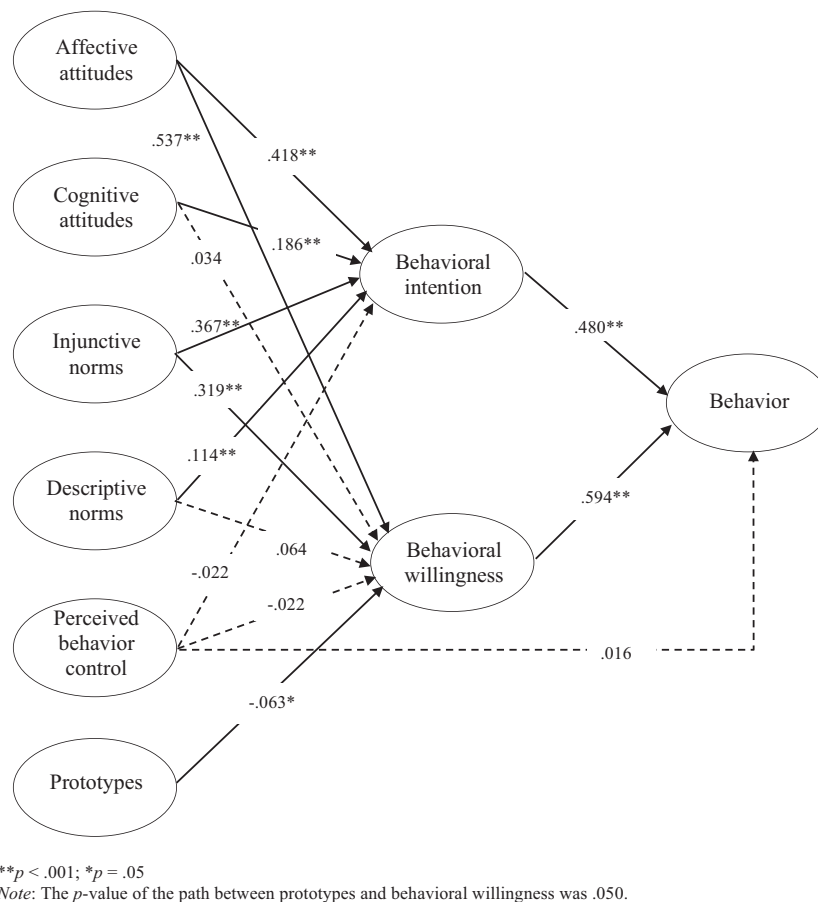 Affective
attitudes
.537**
.418**
Cognitive
attitudes
.186**
.034
Behavioral
intention
.367**
.480**
Injunctive
norms
.319**
Behavior
.114**
Descriptive
norms
.594**
.064
Behavioral
willingness
-.022
-.022
Perceived
behavior
control
.016
-.063*
Prototypes
**p < .001; *p = .05
Note: The p-value of the path between prototypes and behavioral willingness was .050.